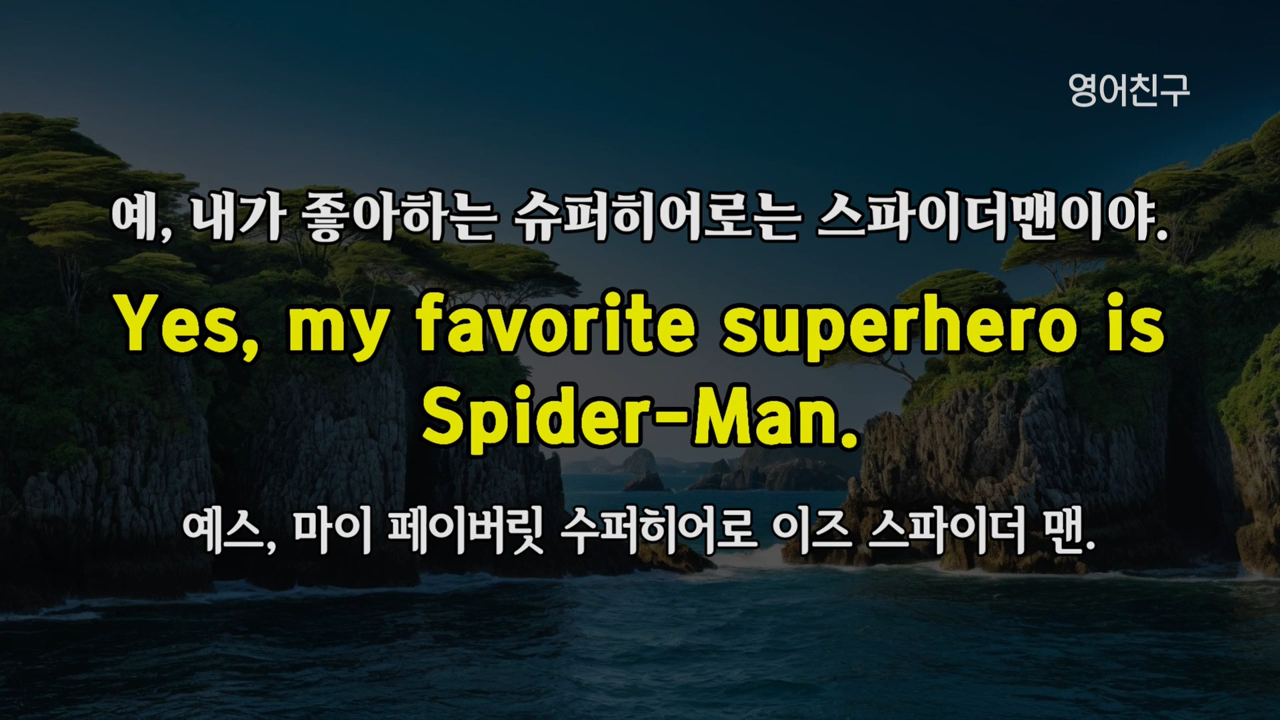 영어친구
예, 내가 좋아하는 슈퍼히어로는 스파이더맨이야.
Yes, my favorite superhero is
Spider-Man.
예스, 마이 페이버릿 수퍼히어로 이즈 스파이더 맨.